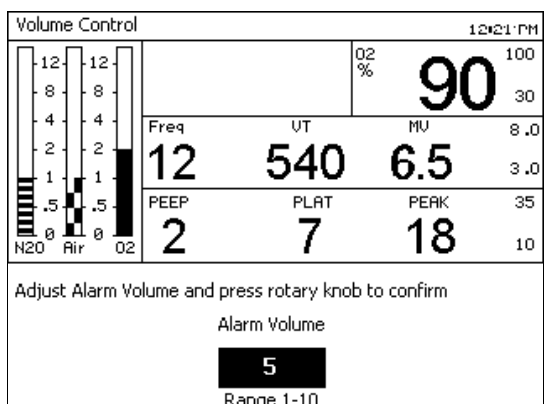 Volume Control 12:21:PM
12 12 O2 % 90 100
8 8 30
4 4 Freq VT MV 8.0
2 2 12 540 6.5
1 1 3.0
.5 .5 PEEP PLAT PEAK 35
0 0 2 7 18 10
N2O Air O2
Adjust Alarm Volume and press rotary knob to confirm
Alarm Volume
5
Range 1-10